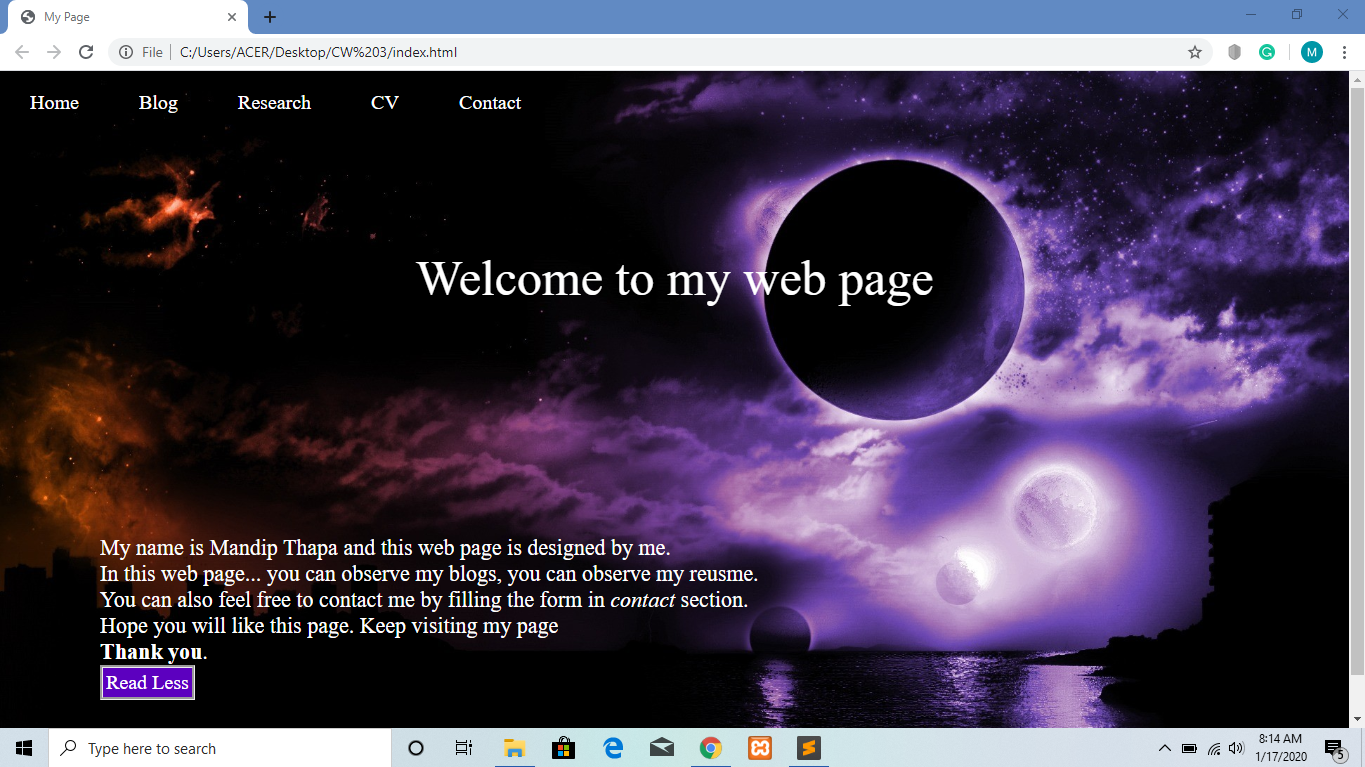 My Page
File
C:/Users/ACER/Desktop/CW%203/index.html
M
Home Blog Research CV Contact
Welcome to my web page
My name is Mandip Thapa and this web page is designed by me.
In this web page... you can observe my blogs, you can observe my reusme.
You can also feel free to contact me by filling the form in contact section.
Hope you will like this page. Keep visiting my page
Thank you.
Read Less
Type here to search
8:14 AM
1/17/2020
5